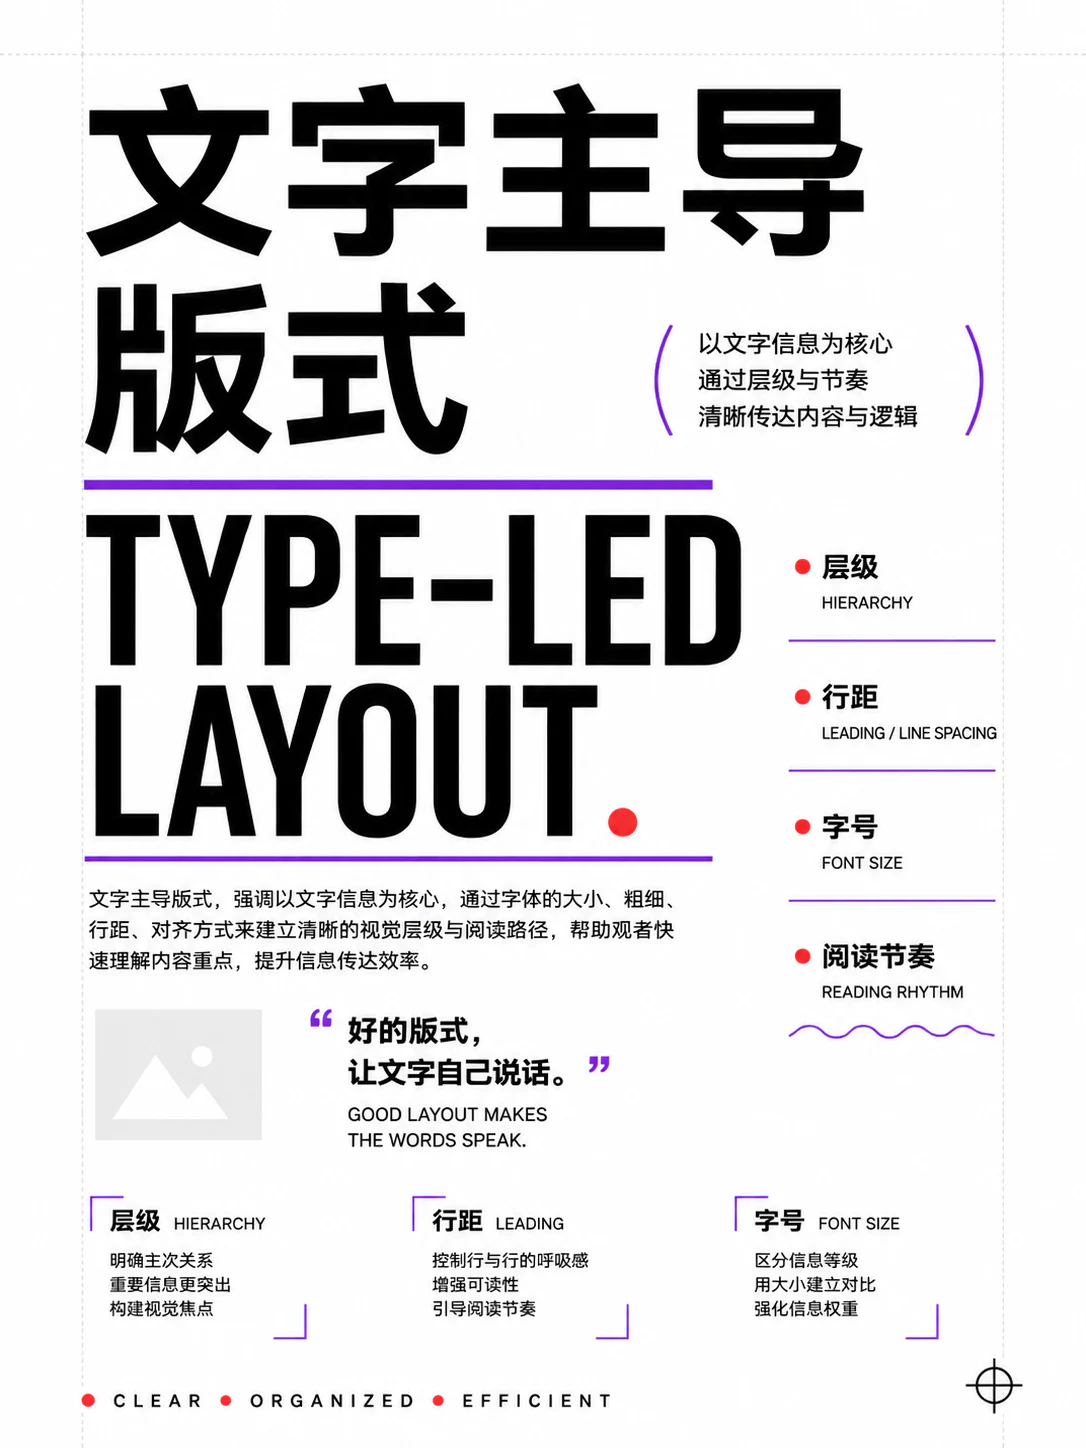 文字主导
版式
以文字信息为核心
通过层级与节奏
清晰传达内容与逻辑
TYPE-LED
LAYOUT.
层级
HIERARCHY
行距
LEADING / LINE SPACING
字号
FONT SIZE
阅读节奏
READING RHYTHM
文字主导版式，强调以文字信息为核心，通过字体的大小、粗细、
行距、对齐方式来建立清晰的视觉层级与阅读路径，帮助观者快
速理解内容重点，提升信息传达效率。
“ 好的版式，
让文字自己说话。 ”
GOOD LAYOUT MAKES
THE WORDS SPEAK.
层级 HIERARCHY
明确主次关系
重要信息更突出
构建视觉焦点
行距 LEADING
控制行与行的呼吸感
增强可读性
引导阅读节奏
字号 FONT SIZE
区分信息等级
用大小建立对比
强化信息权重
● CLEAR ● ORGANIZED ● EFFICIENT